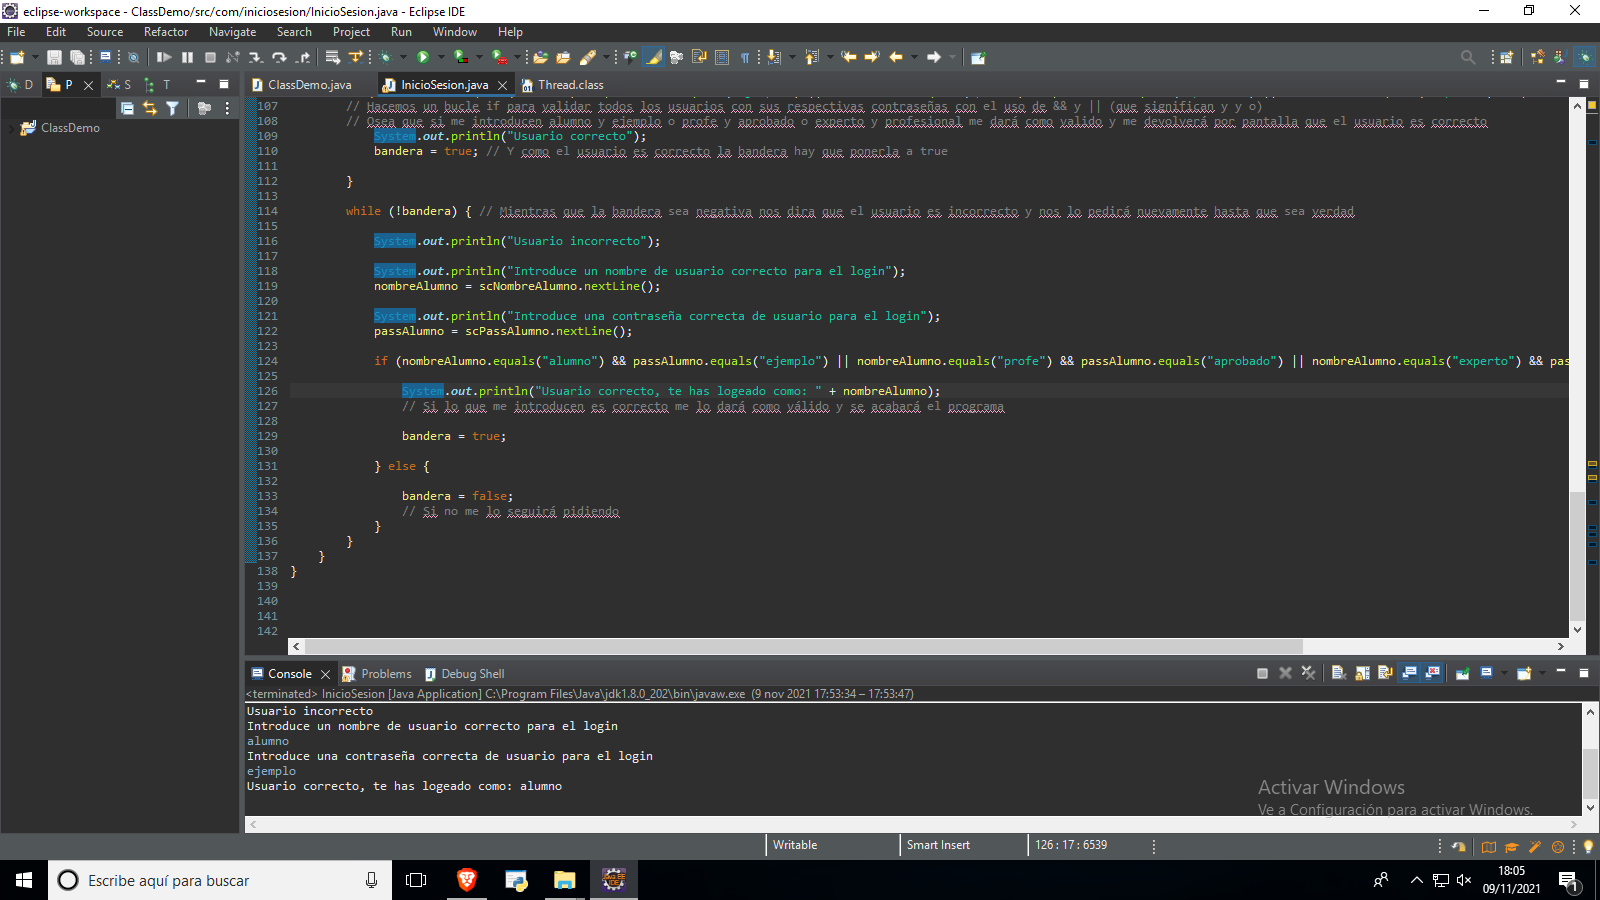 eclipse-workspace - ClassDemo/src/com/iniciosesion/InicioSesion.java - Eclipse IDE
File Edit Source Refactor Navigate Search Project Run Window Help
D P S T
ClassDemo.java InicioSesion.java Thread.class
ClassDemo
107 // Hacemos un bucle if para validar todos los usuarios con sus respectivas contraseñas con el uso de && y || (que significan y y o)
108 // Osea que si me introducen alumno y ejemplo o profe y aprobado o experto y profesional me dará como valido y me devolverá por pantalla que el usuario es correcto
109 System.out.println("Usuario correcto");
110 bandera = true; // Y como el usuario es correcto la bandera hay que ponerla a true
111
112 }
113
114 while (!bandera) { // Mientras que la bandera sea negativa nos dira que el usuario es incorrecto y nos lo pedirá nuevamente hasta que sea verdad
115
116 System.out.println("Usuario incorrecto");
117
118 System.out.println("Introduce un nombre de usuario correcto para el login");
119 nombreAlumno = scNombreAlumno.nextLine();
120
121 System.out.println("Introduce una contraseña correcta de usuario para el login");
122 passAlumno = scPassAlumno.nextLine();
123
124 if (nombreAlumno.equals("alumno") && passAlumno.equals("ejemplo") || nombreAlumno.equals("profe") && passAlumno.equals("aprobado") || nombreAlumno.equals("experto") && pas
125
126 System.out.println("Usuario correcto, te has logeado como: " + nombreAlumno);
127 // Si lo que me introducen es correcto me lo dará como válido y se acabará el programa
128
129 bandera = true;
130
131 } else {
132
133 bandera = false;
134 // Si no me lo seguirá pidiendo
135 }
136 }
137 }
138 }
139
140
141
142
Console Problems Debug Shell
<terminated> InicioSesion [Java Application] C:\Program Files\Java\jdk1.8.0_202\bin\javaw.exe (9 nov 2021 17:53:34 – 17:53:47)
Usuario incorrecto
Introduce un nombre de usuario correcto para el login
alumno
Introduce una contraseña correcta de usuario para el login
ejemplo
Usuario correcto, te has logeado como: alumno
Activar Windows
Ve a Configuración para activar Windows.
Writable Smart Insert 126 : 17 : 6539
Escribe aquí para buscar
18:05
09/11/2021
1